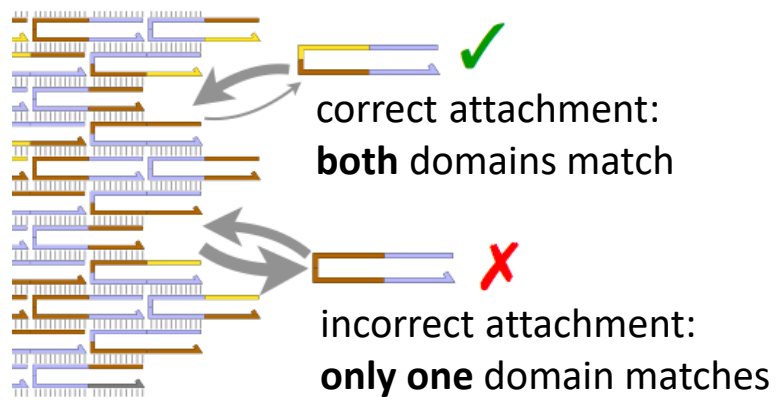 correct attachment:
both domains match
incorrect attachment:
only one domain matches